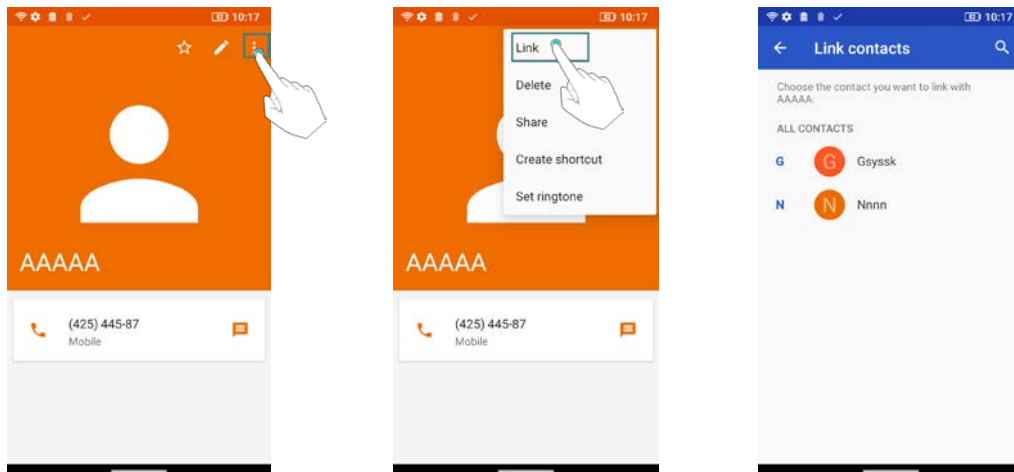 10:17
AAAAA
(425) 445-87
Mobile
10:17
Link
Delete
Share
Create shortcut
Set ringtone
AAAAA
(425) 445-87
Mobile
10:17
Link contacts
Choose the contact you want to link with
AAAAA:
ALL CONTACTS
G G Gsyssk
N N Nnnn